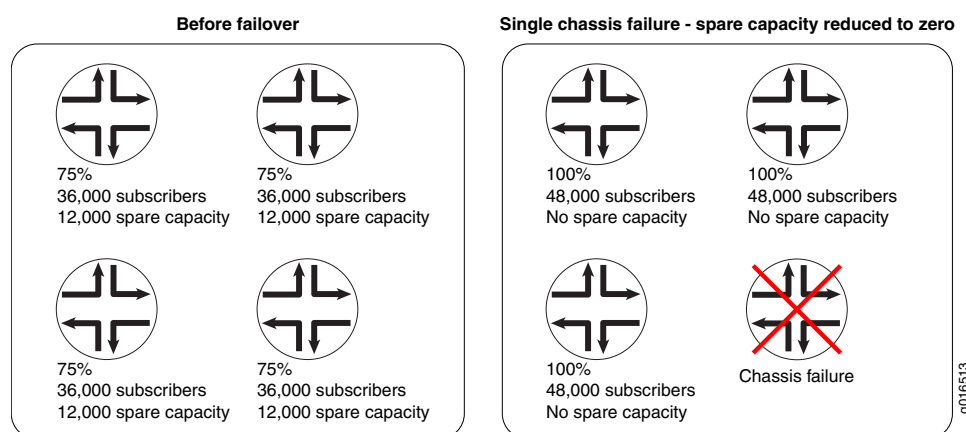 Before failover
75%
36,000 subscribers
12,000 spare capacity
75%
36,000 subscribers
12,000 spare capacity
75%
36,000 subscribers
12,000 spare capacity
75%
36,000 subscribers
12,000 spare capacity
Single chassis failure - spare capacity reduced to zero
100%
48,000 subscribers
No spare capacity
100%
48,000 subscribers
No spare capacity
100%
48,000 subscribers
No spare capacity
Chassis failure
g016513